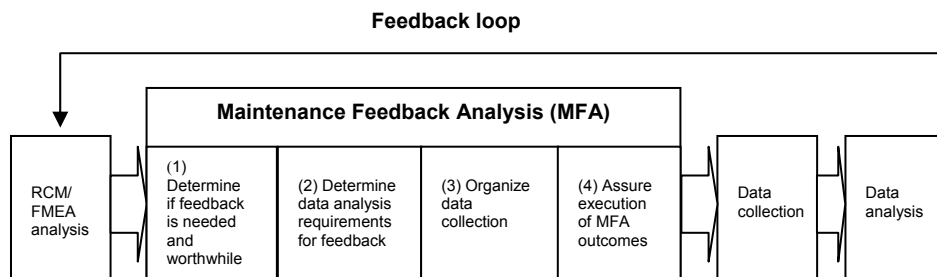 Feedback loop
Maintenance Feedback Analysis (MFA)
RCM/
FMEA
analysis
(1)
Determine
if feedback
is needed
and
worthwhile
(2) Determine
data analysis
requirements
for feedback
(3) Organize
data
collection
(4) Assure
execution
of MFA
outcomes
Data
collection
Data
analysis